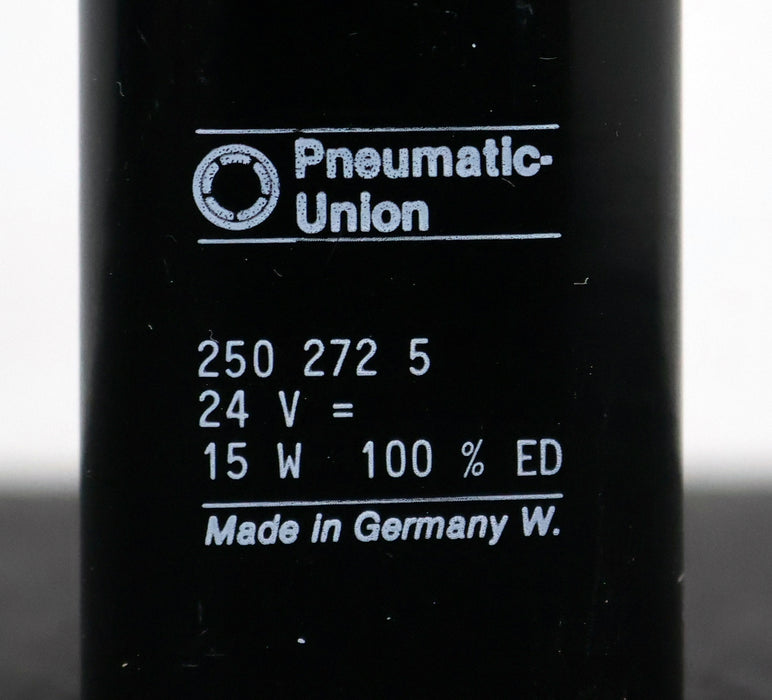 Pneumatic-
Union
250 272 5
24 V =
15 W 100 % ED
Made in Germany W.